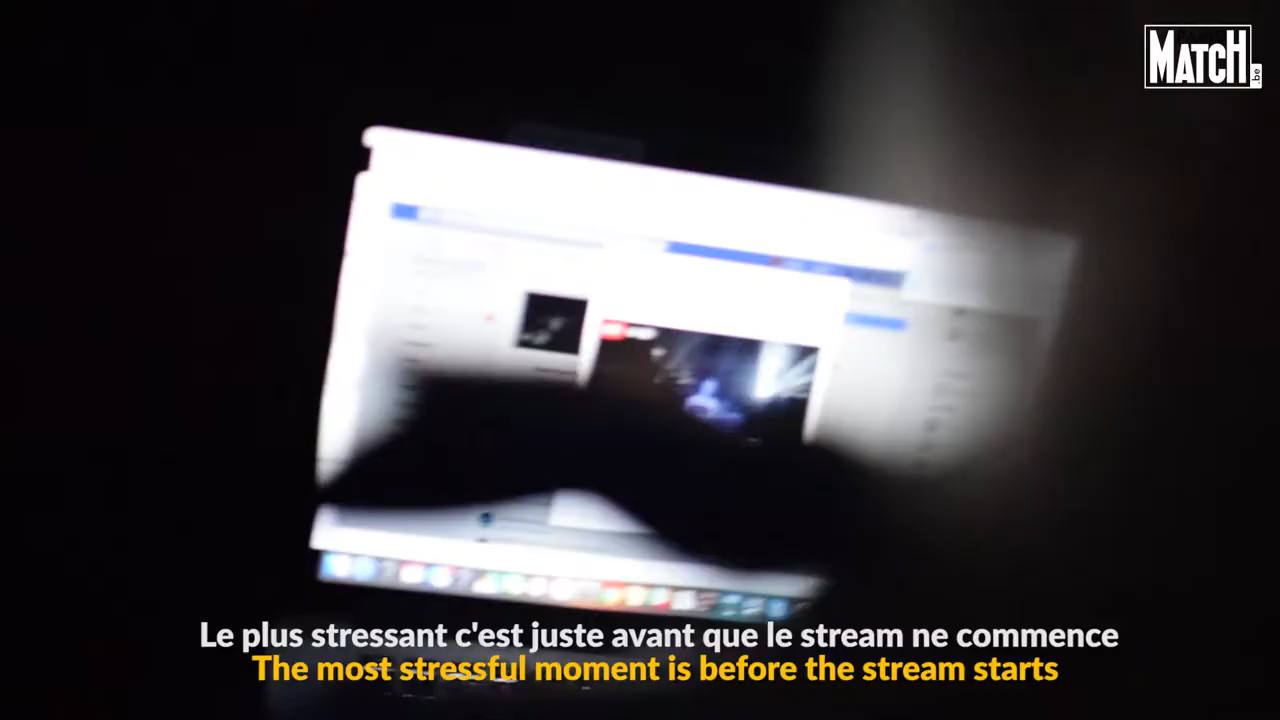 MATCH
.be
Le plus stressant c'est juste avant que le stream ne commence
The most stressful moment is before the stream starts